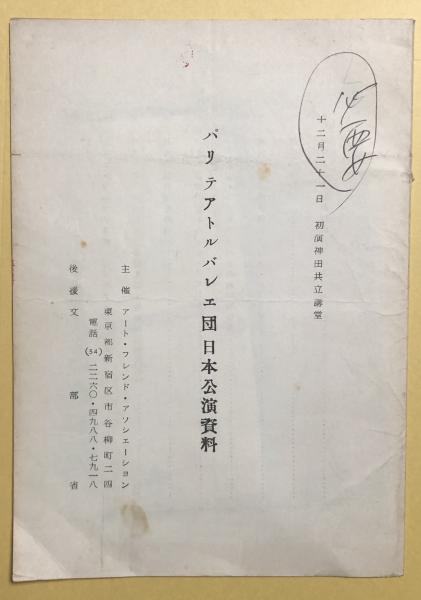 必要
十二月二十一日 初演神田共立講堂
パリテアトルバレエ団日本公演資料
主催 アート・フレンド・アソシエーション
東京都新宿区市谷柳町二四
電話(34)二二六〇・四九八八・七九一八
後援 文部省